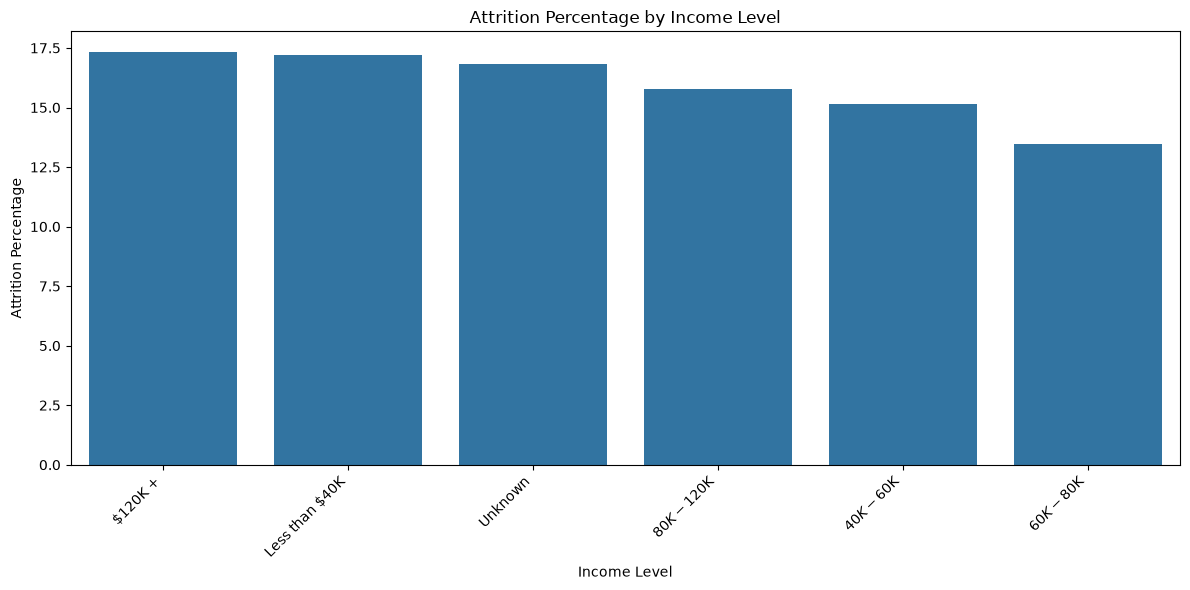 Attrition Percentage by Income Level
Attrition Percentage
17.5
15.0
12.5
10.0
7.5
5.0
2.5
0.0
$120K +
Less than $40K
Unknown
80K − 120K
40K − 60K
60K − 80K
Income Level